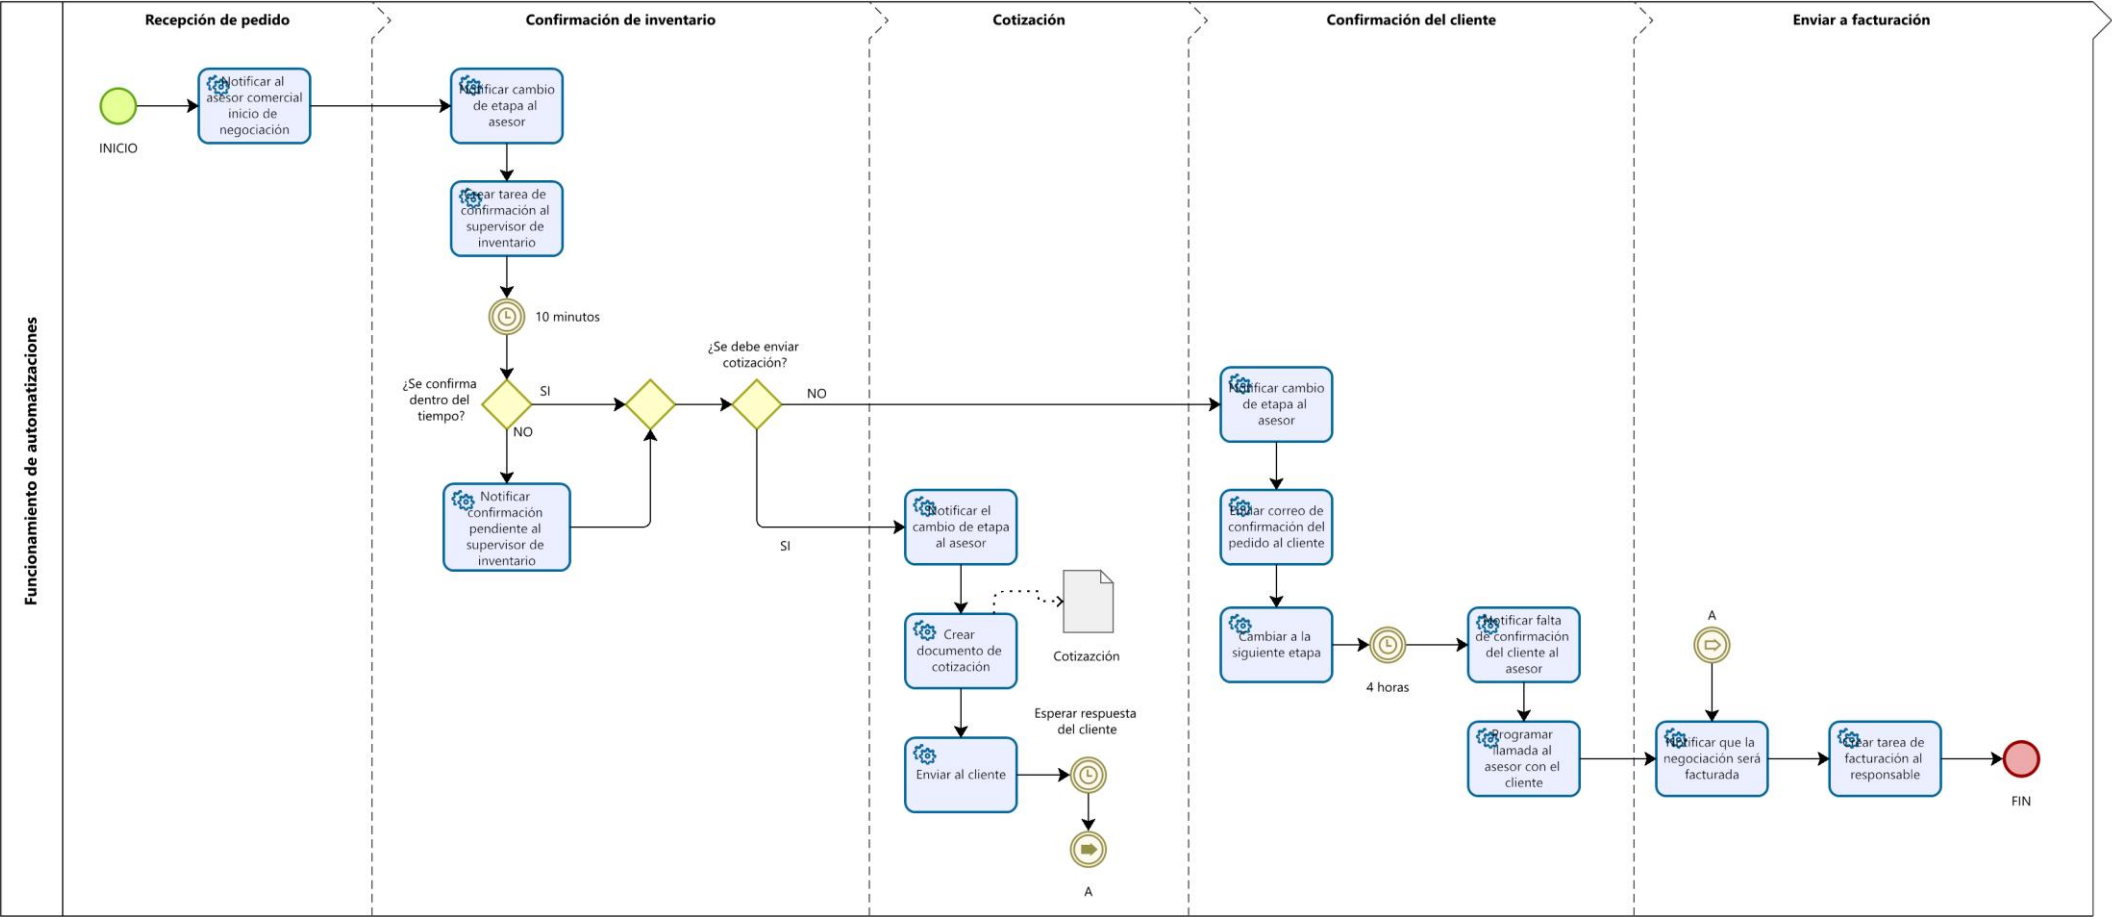 Recepción de pedido
Confirmación de inventario
Cotización
Confirmación del cliente
Enviar a facturación
Funcionamiento de automatizaciones
INICIO
Notificar al
asesor comercial
inicio de
negociación
Notificar cambio
de etapa al
asesor
Crear tarea de
confirmación al
supervisor de
inventario
10 minutos
¿Se confirma
dentro del
tiempo?
SI
NO
Notificar
confirmación
pendiente al
supervisor de
inventario
¿Se debe enviar
cotización?
NO
SI
Notificar el
cambio de etapa
al asesor
Crear
documento de
cotización
Cotizazción
Enviar al cliente
Esperar respuesta
del cliente
A
Notificar cambio
de etapa al
asesor
Enviar correo de
confirmación del
pedido al cliente
Cambiar a la
siguiente etapa
4 horas
Notificar falta
de confirmación
del cliente al
asesor
Programar
llamada al
asesor con el
cliente
A
Notificar que la
negociación será
facturada
Crear tarea de
facturación al
responsable
FIN